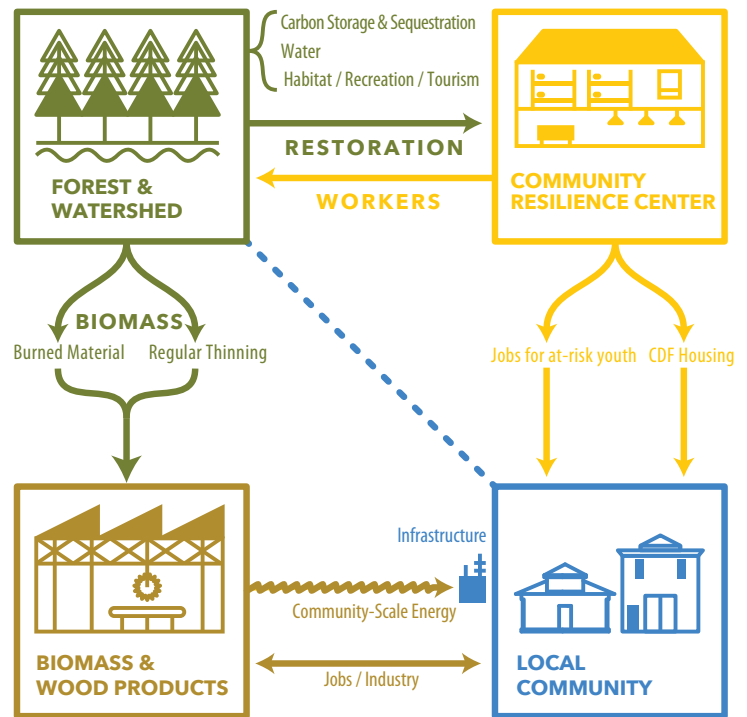 Carbon Storage & Sequestration
Water
Habitat / Recreation / Tourism
RESTORATION
WORKERS
FOREST &
WATERSHED
COMMUNITY
RESILIENCE CENTER
BIOMASS
Burned Material
Regular Thinning
Jobs for at-risk youth
CDF Housing
Infrastructure
Community-Scale Energy
BIOMASS &
WOOD PRODUCTS
Jobs / Industry
LOCAL
COMMUNITY